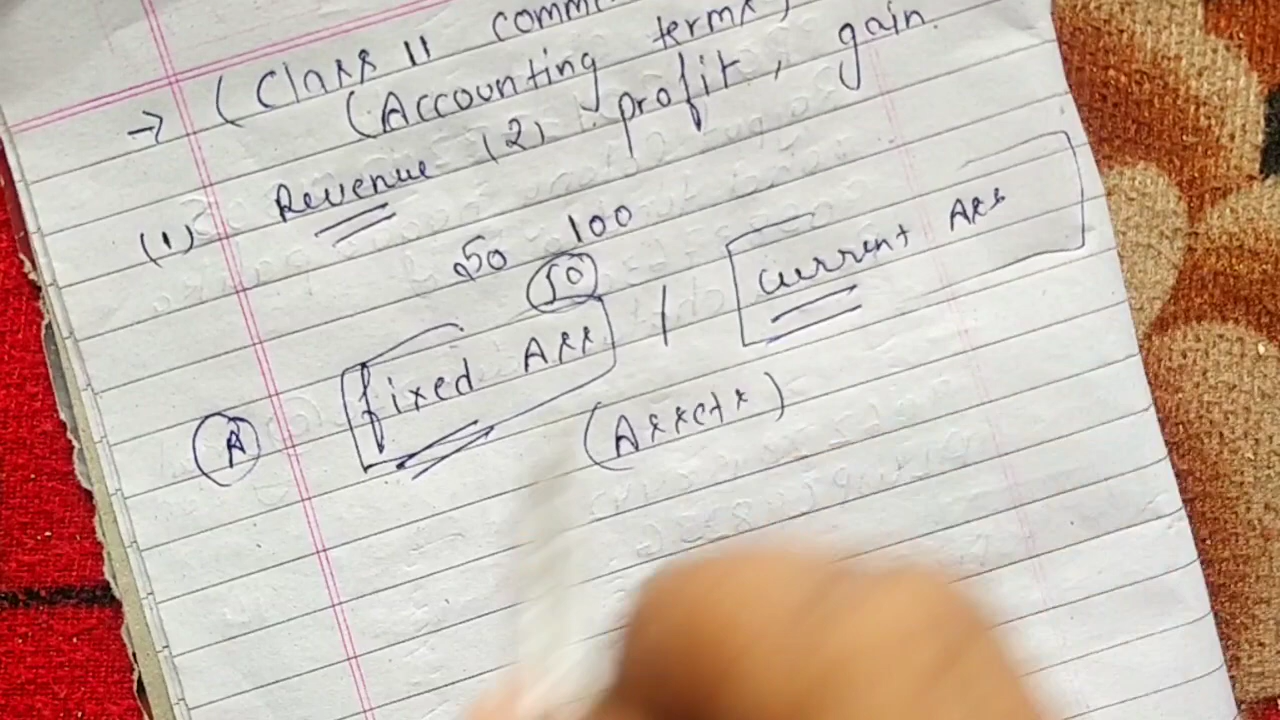 → (Class 11 comm
(Accounting terms)
(1) Revenue (2) profit, gain.
50 100
50
(A) fixed Ass / current Ass
(Assets)